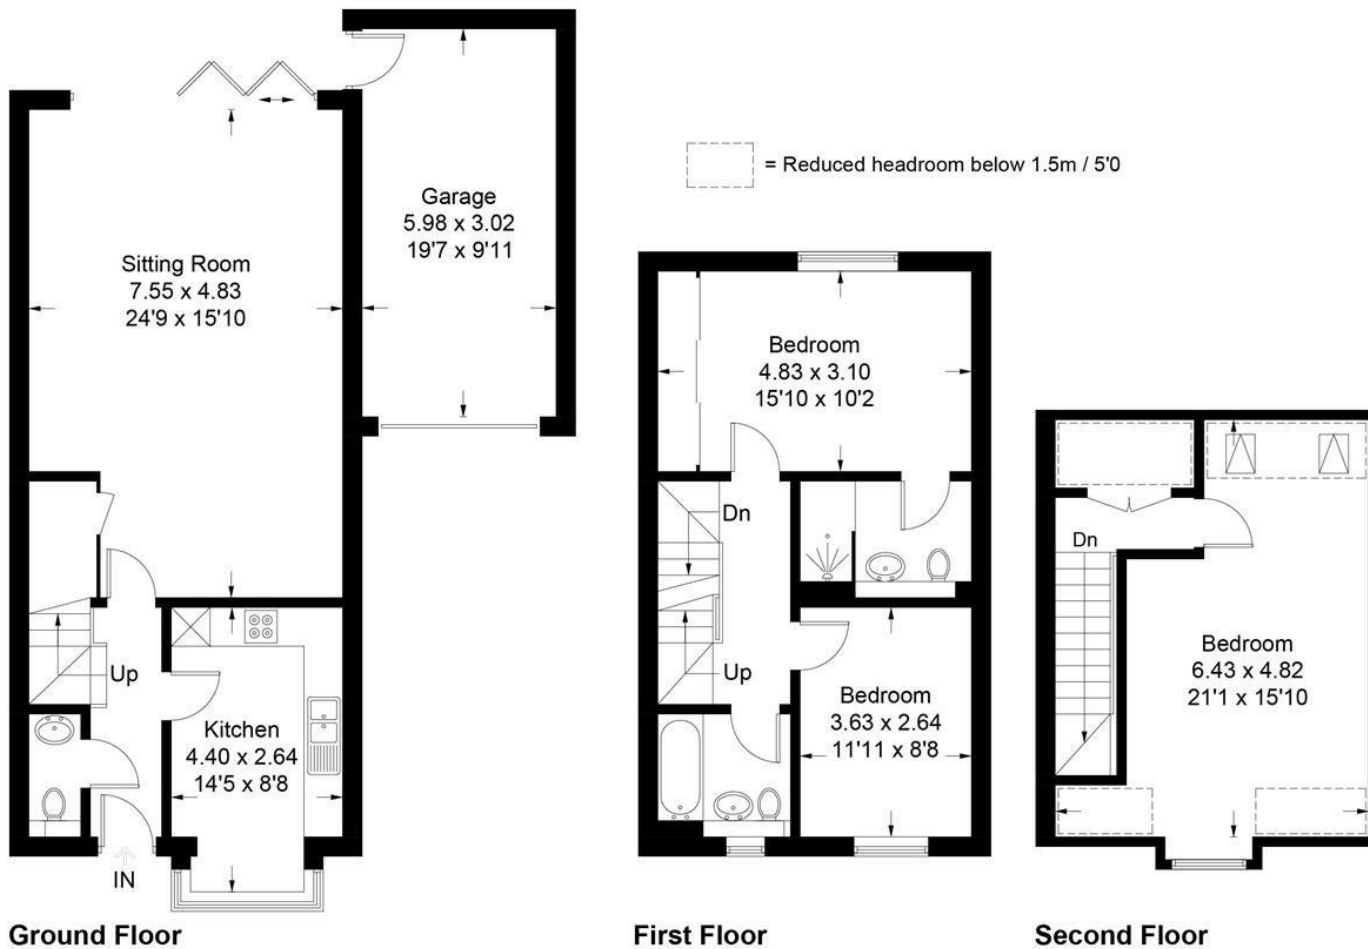 Garage
5.98 x 3.02
19'7 x 9'11
Sitting Room
7.55 x 4.83
24'9 x 15'10
Up
Kitchen
4.40 x 2.64
14'5 x 8'8
IN
Ground Floor
= Reduced headroom below 1.5m / 5'0
Bedroom
4.83 x 3.10
15'10 x 10'2
Dn
Up
Bedroom
3.63 x 2.64
11'11 x 8'8
First Floor
Dn
Bedroom
6.43 x 4.82
21'1 x 15'10
Second Floor